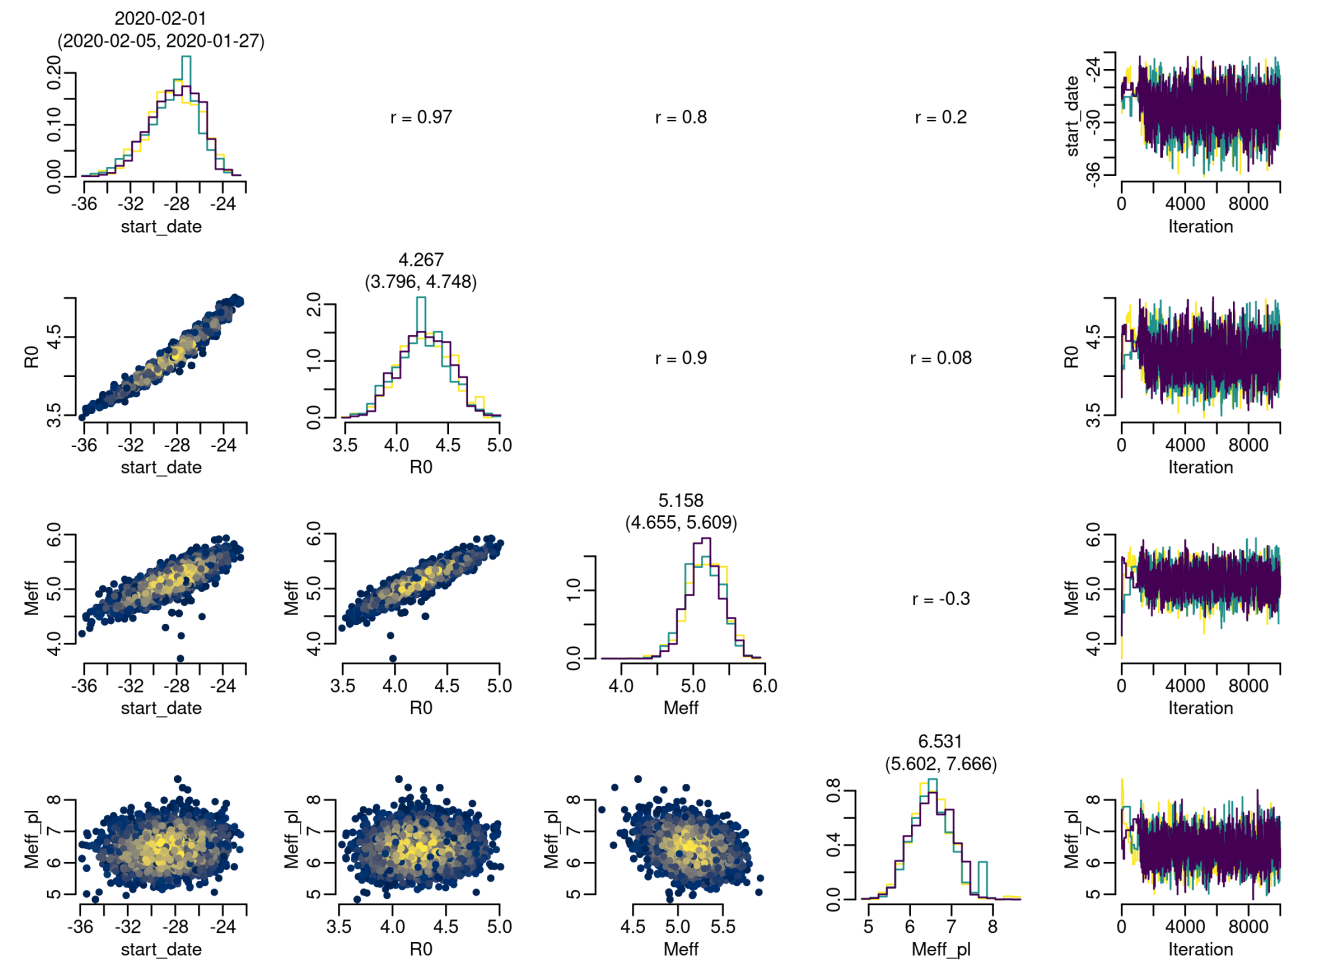 2020-02-01
(2020-02-05, 2020-01-27)
0.00 0.10 0.20
-36 -32 -28 -24
start_date
r = 0.97
r = 0.8
r = 0.2
start_date
-36 -30 -24
0 4000 8000
Iteration
R0
3.5 4.5
-36 -32 -28 -24
start_date
4.267
(3.796, 4.748)
0.0 1.0 2.0
3.5 4.0 4.5 5.0
R0
r = 0.9
r = 0.08
R0
3.5 4.5
0 4000 8000
Iteration
Meff
4.0 5.0 6.0
-36 -32 -28 -24
start_date
Meff
4.0 5.0 6.0
3.5 4.0 4.5 5.0
R0
5.158
(4.655, 5.609)
0.0 1.0
4.0 5.0 6.0
Meff
r = -0.3
Meff
4.0 5.0 6.0
0 4000 8000
Iteration
Meff_pl
5 6 7 8
-36 -32 -28 -24
start_date
Meff_pl
5 6 7 8
3.5 4.0 4.5 5.0
R0
Meff_pl
5 6 7 8
4.5 5.0 5.5
Meff
6.531
(5.602, 7.666)
0.0 0.4 0.8
5 6 7 8
Meff_pl
Meff_pl
5 6 7 8
0 4000 8000
Iteration